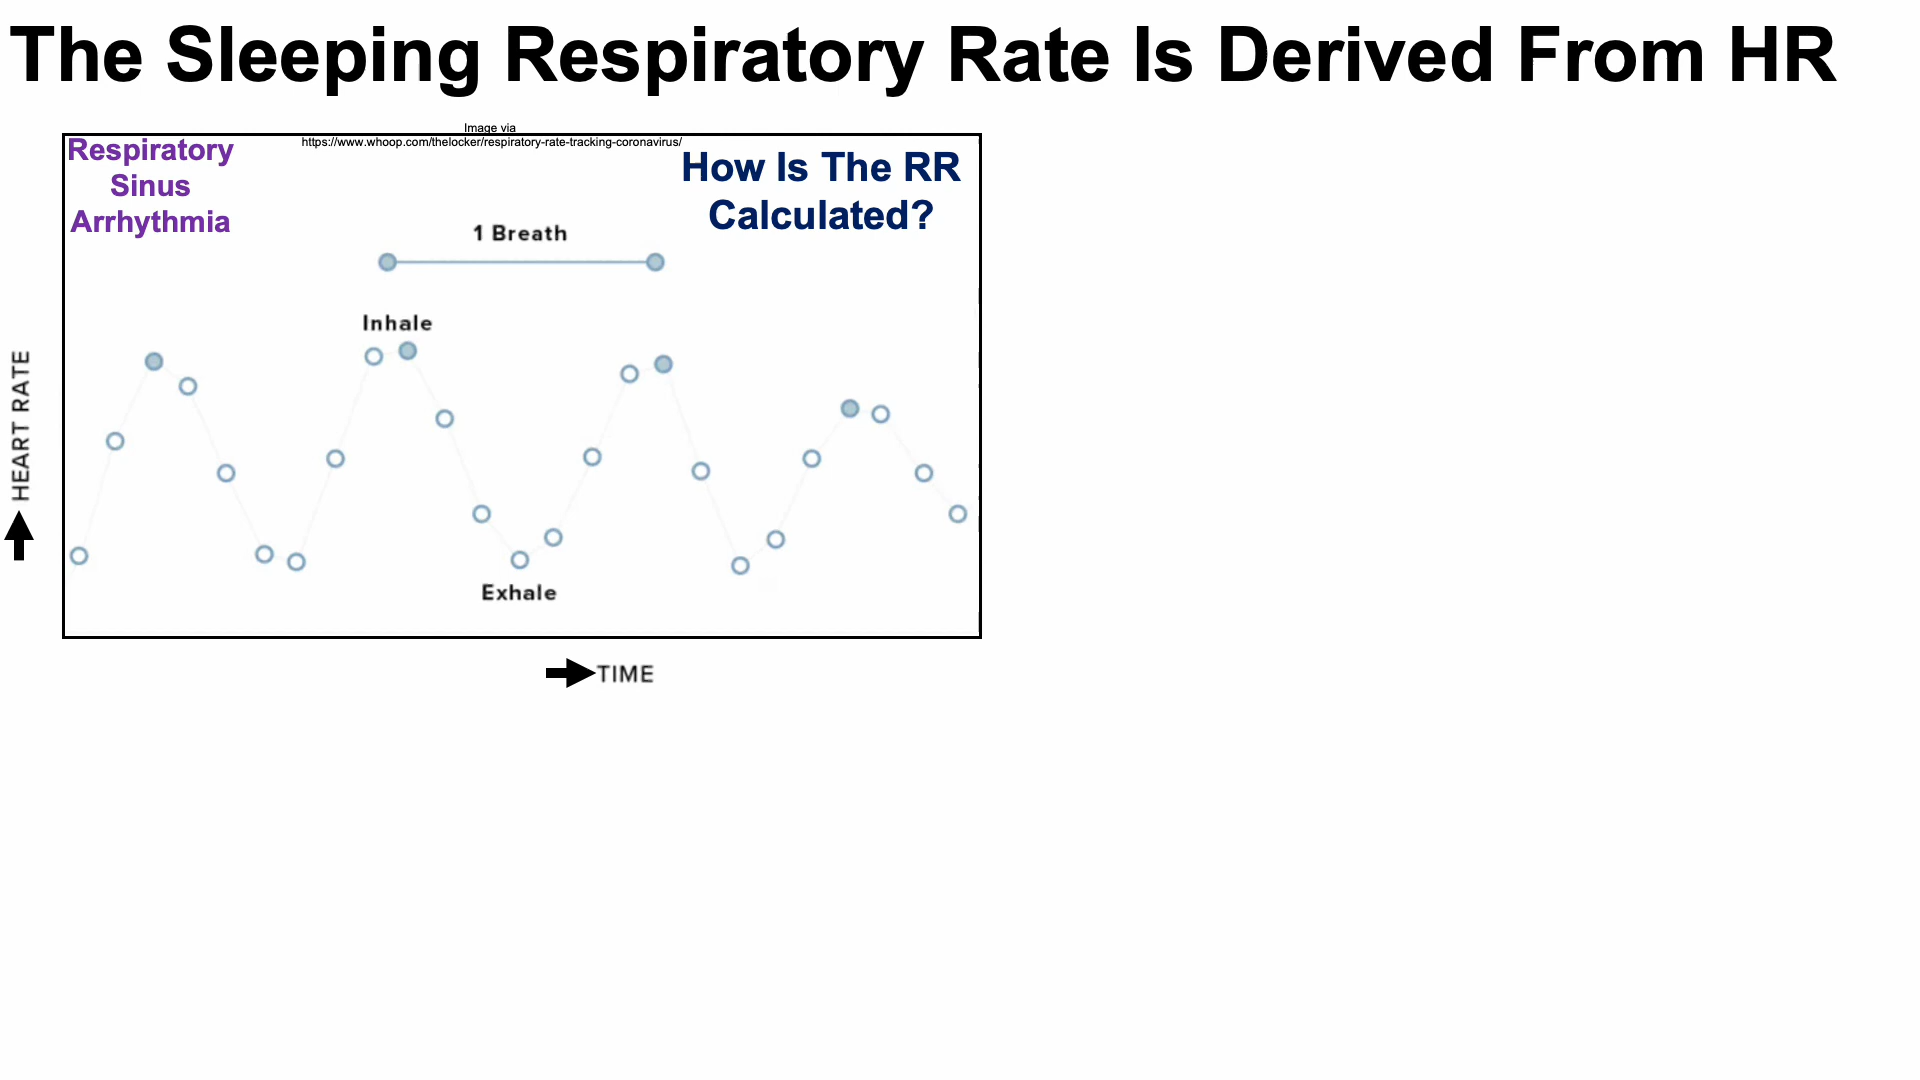 The Sleeping Respiratory Rate Is Derived From HR
Image via
https://www.whoop.com/thelocker/respiratory-rate-tracking-coronavirus/
Respiratory
Sinus
Arrhythmia
How Is The RR
Calculated?
1 Breath
Inhale
HEART RATE
Exhale
TIME